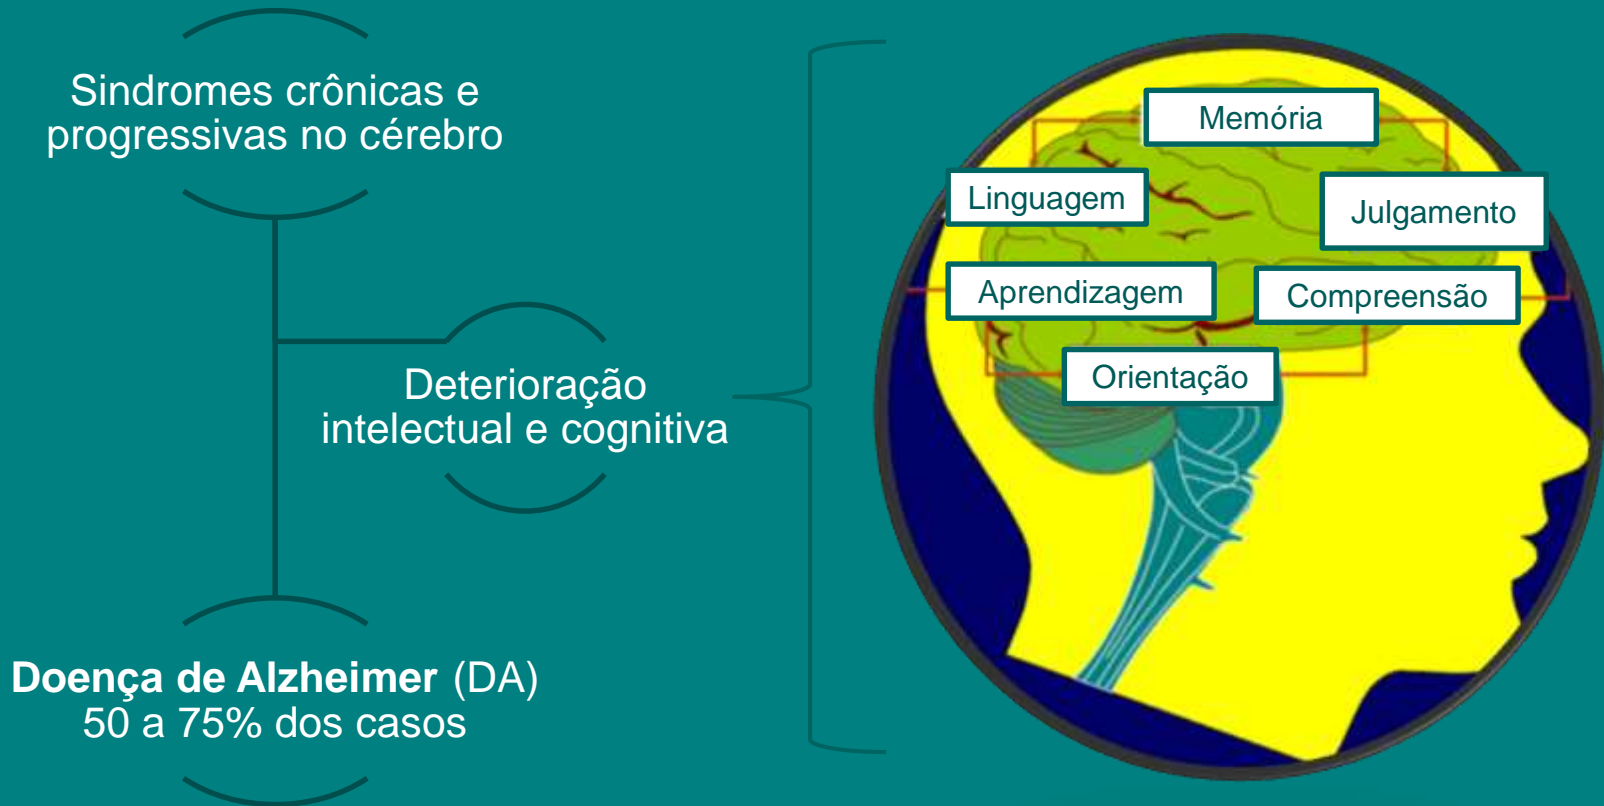 Sindromes crônicas e
progressivas no cérebro
Deterioração
intelectual e cognitiva
Doença de Alzheimer (DA)
50 a 75% dos casos
Memória
Linguagem
Julgamento
Aprendizagem
Compreensão
Orientação